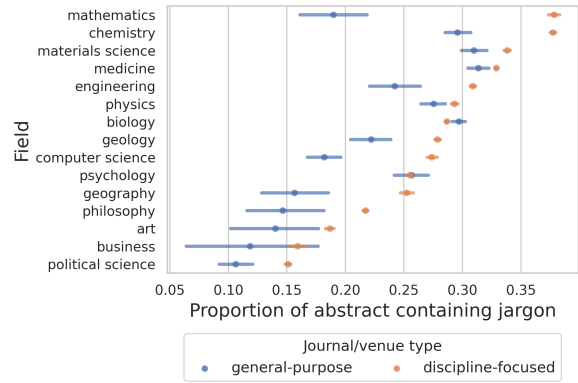 mathematics
chemistry
materials science
medicine
engineering
physics
biology
geology
computer science
psychology
geography
philosophy
art
business
political science
Field
0.05 0.10 0.15 0.20 0.25 0.30 0.35
Proportion of abstract containing jargon
Journal/venue type
general-purpose discipline-focused